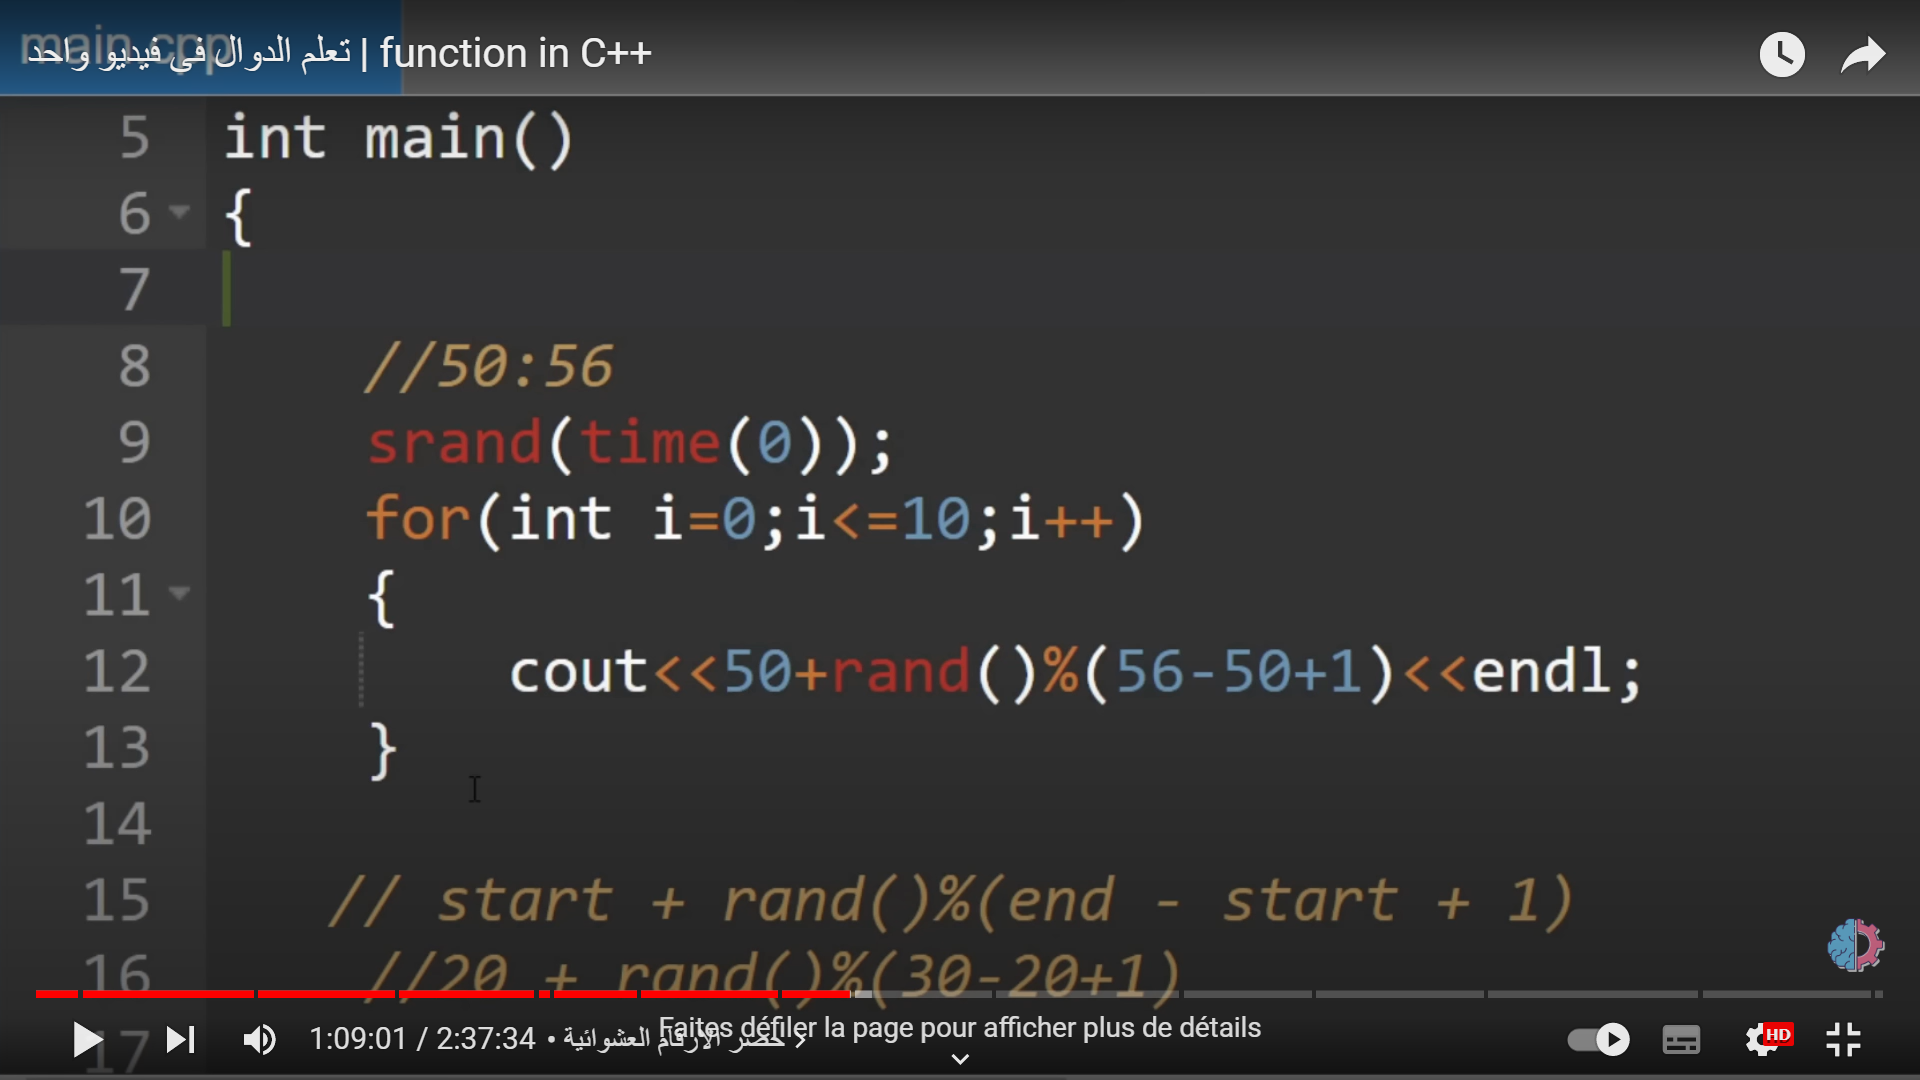 main.cpp
تعلم الدوال في فيديو واحد | function in C++
5 int main()
6 {
7
8 //50:56
9 srand(time(0));
10 for(int i=0;i<=10;i++)
11 {
12 cout<<50+rand()%(56-50+1)<<endl;
13 }
14
15 // start + rand()%(end - start + 1)
16 //20 + rand()%(30-20+1)
17
Faites défiler la page pour afficher plus de détails
1:09:01 / 2:37:34 • حصر الأرقام العشوائية
HD